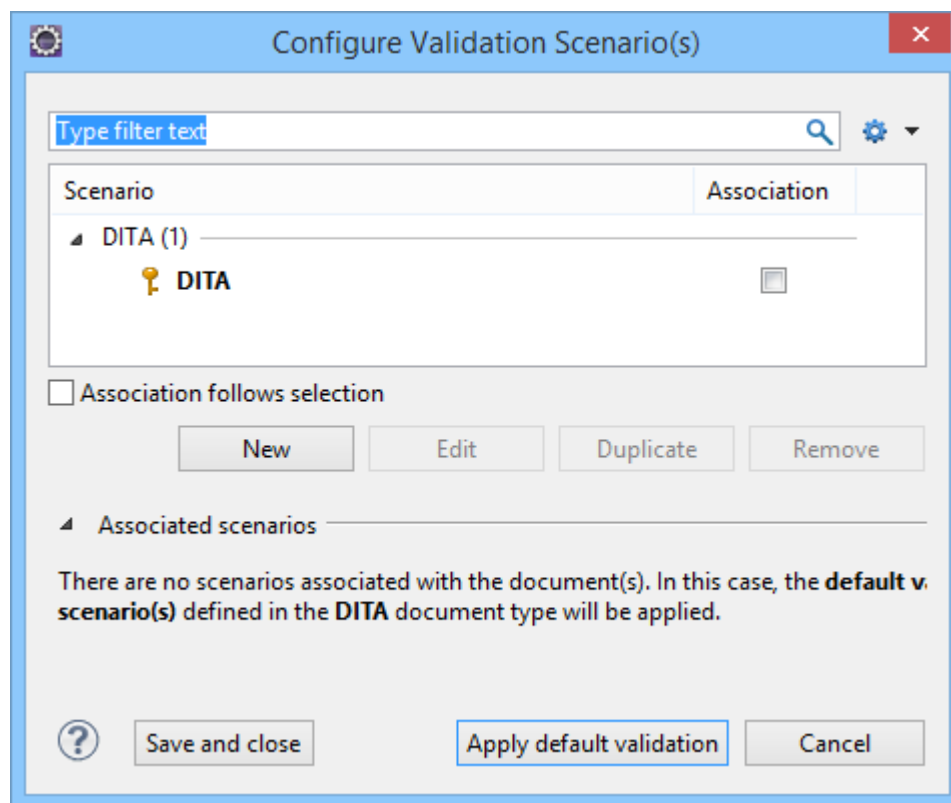 Configure Validation Scenario(s)
Type filter text
Scenario Association
DITA (1)
DITA
Association follows selection
New Edit Duplicate Remove
Associated scenarios
There are no scenarios associated with the document(s). In this case, the default
scenario(s) defined in the DITA document type will be applied.
Save and close Apply default validation Cancel